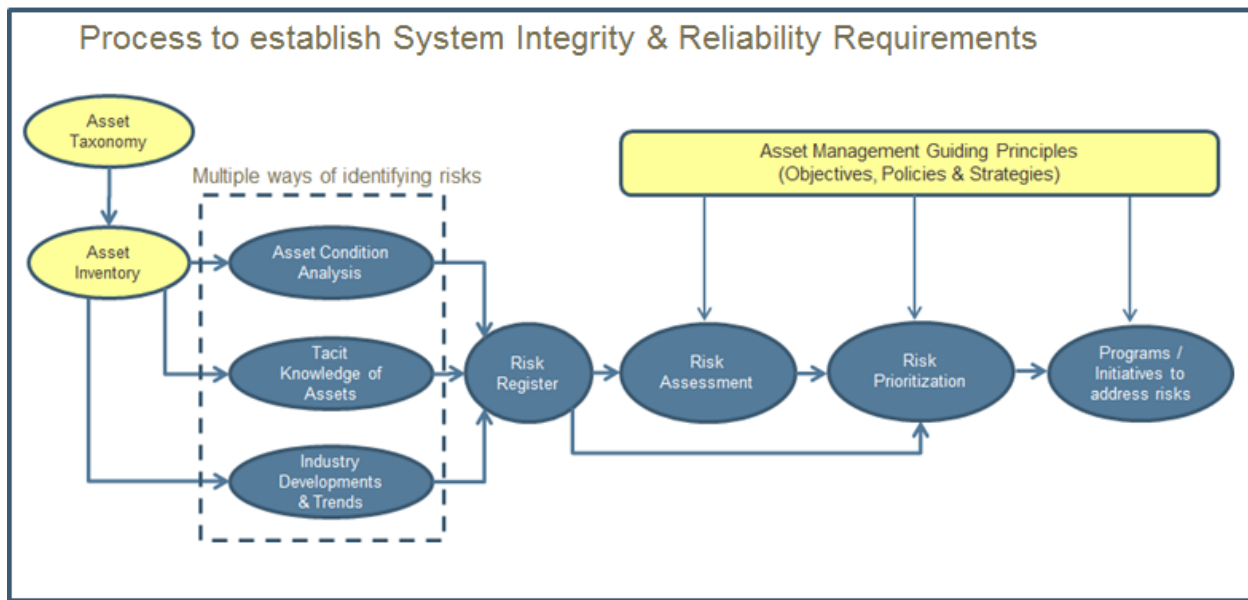 Process to establish System Integrity & Reliability Requirements
Asset
Taxonomy
Multiple ways of identifying risks
Asset Management Guiding Principles
(Objectives, Policies & Strategies)
Asset
Inventory
Asset Condition
Analysis
Tacit
Knowledge of
Assets
Industry
Developments
& Trends
Risk
Register
Risk
Assessment
Risk
Prioritization
Programs /
Initiatives to
address risks